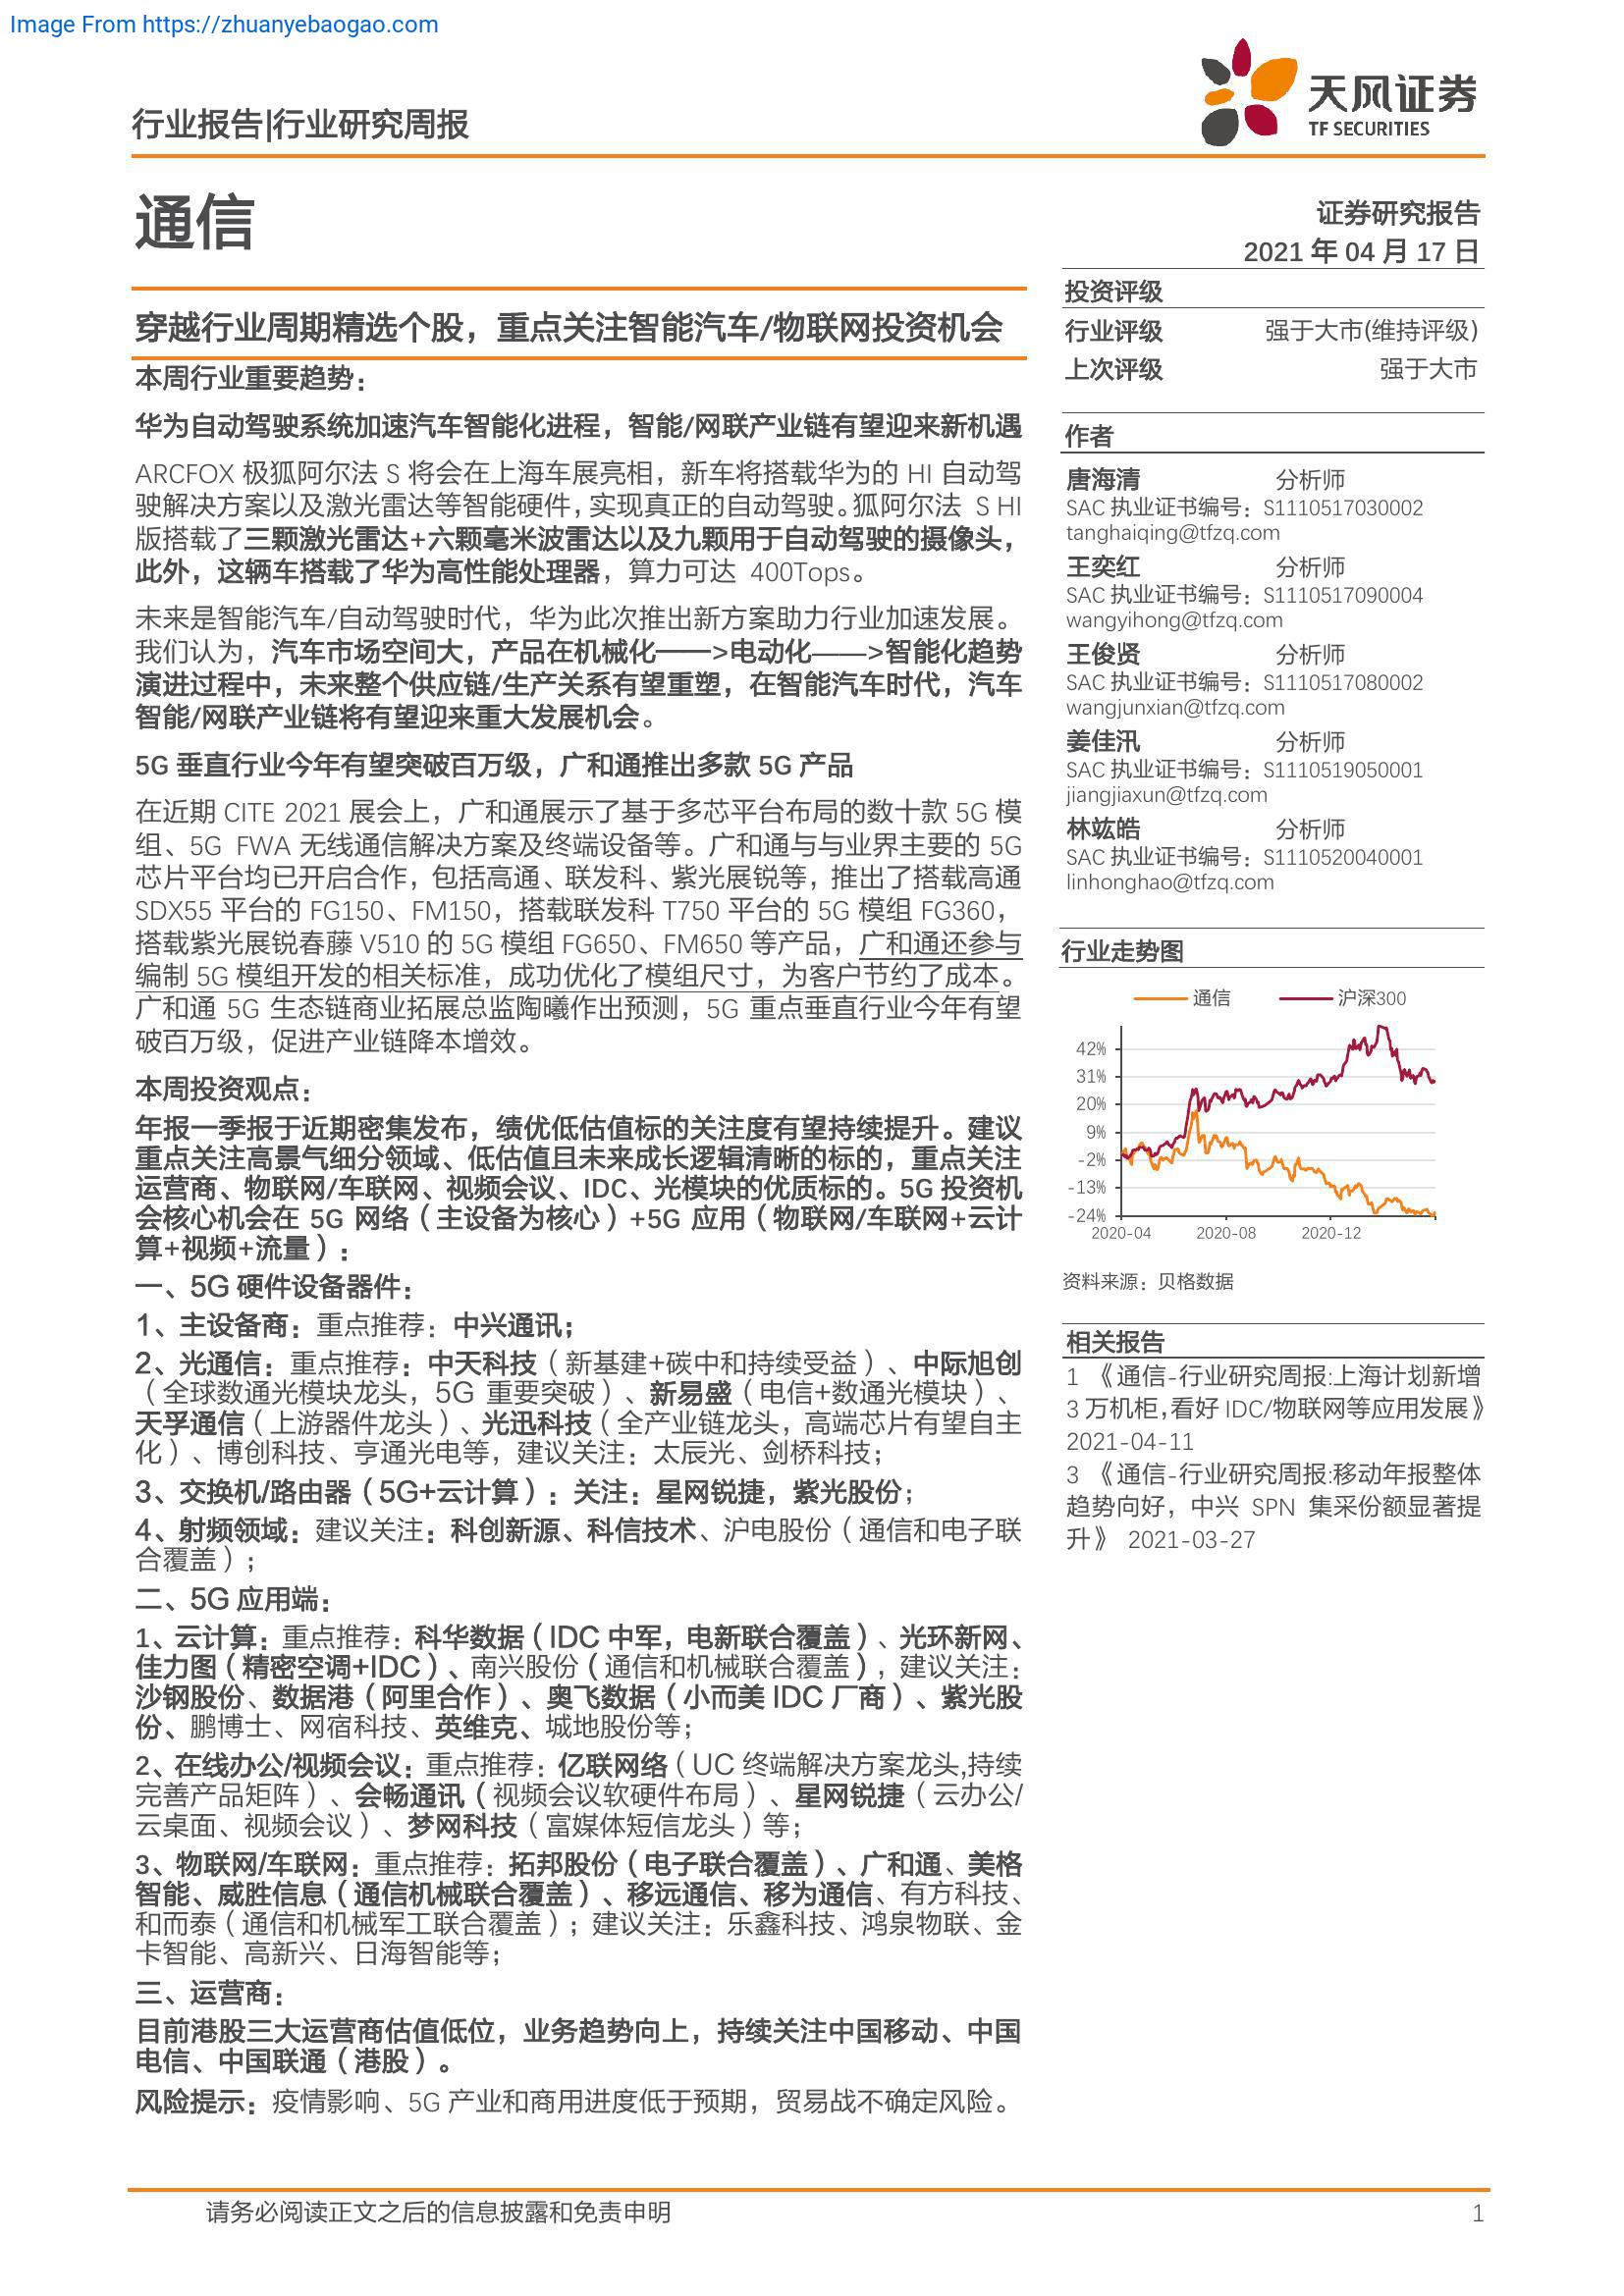 Image From https://zhuanyebaogao.com
行业报告|行业研究周报
天风证券
TF SECURITIES
通信
证券研究报告
2021 年 04 月 17 日
穿越行业周期精选个股，重点关注智能汽车/物联网投资机会
本周行业重要趋势：
华为自动驾驶系统加速汽车智能化进程，智能/网联产业链有望迎来新机遇
ARCFOX 极狐阿尔法 S 将会在上海车展亮相，新车将搭载华为的 HI 自动驾
驶解决方案以及激光雷达等智能硬件，实现真正的自动驾驶。狐阿尔法 S HI
版搭载了三颗激光雷达+六颗毫米波雷达以及九颗用于自动驾驶的摄像头，
此外，这辆车搭载了华为高性能处理器，算力可达 400Tops。
未来是智能汽车/自动驾驶时代，华为此次推出新方案助力行业加速发展。
我们认为，汽车市场空间大，产品在机械化——>电动化——>智能化趋势
演进过程中，未来整个供应链/生产关系有望重塑，在智能汽车时代，汽车
智能/网联产业链将有望迎来重大发展机会。
5G 垂直行业今年有望突破百万级，广和通推出多款 5G 产品
在近期 CITE 2021 展会上，广和通展示了基于多芯平台布局的数十款 5G 模
组、5G FWA 无线通信解决方案及终端设备等。广和通与与业界主要的 5G
芯片平台均已开启合作，包括高通、联发科、紫光展锐等，推出了搭载高通
SDX55 平台的 FG150、FM150，搭载联发科 T750 平台的 5G 模组 FG360，
搭载紫光展锐春藤 V510 的 5G 模组 FG650、FM650 等产品，广和通还参与
编制 5G 模组开发的相关标准，成功优化了模组尺寸，为客户节约了成本。
广和通 5G 生态链商业拓展总监陶曦作出预测，5G 重点垂直行业今年有望
破百万级，促进产业链降本增效。
本周投资观点：
年报一季报于近期密集发布，绩优低估值标的关注度有望持续提升。建议
重点关注高景气细分领域、低估值且未来成长逻辑清晰的标的，重点关注
运营商、物联网/车联网、视频会议、IDC、光模块的优质标的。5G 投资机
会核心机会在 5G 网络（主设备为核心）+5G 应用（物联网/车联网+云计
算+视频+流量）：
一、5G 硬件设备器件：
1、主设备商：重点推荐：中兴通讯；
2、光通信：重点推荐：中天科技（新基建+碳中和持续受益）、中际旭创
（全球数通光模块龙头，5G 重要突破）、新易盛（电信+数通光模块）、
天孚通信（上游器件龙头）、光迅科技（全产业链龙头，高端芯片有望自主
化）、博创科技、亨通光电等，建议关注：太辰光、剑桥科技；
3、交换机/路由器（5G+云计算）：关注：星网锐捷，紫光股份；
4、射频领域：建议关注：科创新源、科信技术、沪电股份（通信和电子联
合覆盖）；
二、5G 应用端：
1、云计算：重点推荐：科华数据（IDC 中军，电新联合覆盖）、光环新网、
佳力图（精密空调+IDC）、南兴股份（通信和机械联合覆盖），建议关注：
沙钢股份、数据港（阿里合作）、奥飞数据（小而美 IDC 厂商）、紫光股
份、鹏博士、网宿科技、英维克、城地股份等；
2、在线办公/视频会议：重点推荐：亿联网络（UC 终端解决方案龙头,持续
完善产品矩阵）、会畅通讯（视频会议软硬件布局）、星网锐捷（云办公/
云桌面、视频会议）、梦网科技（富媒体短信龙头）等；
3、物联网/车联网：重点推荐：拓邦股份（电子联合覆盖）、广和通、美格
智能、威胜信息（通信机械联合覆盖）、移远通信、移为通信、有方科技、
和而泰（通信和机械军工联合覆盖）；建议关注：乐鑫科技、鸿泉物联、金
卡智能、高新兴、日海智能等；
三、运营商：
目前港股三大运营商估值低位，业务趋势向上，持续关注中国移动、中国
电信、中国联通（港股）。
风险提示：疫情影响、5G 产业和商用进度低于预期，贸易战不确定风险。
投资评级
行业评级 强于大市(维持评级)
上次评级 强于大市
作者
唐海清 分析师
SAC 执业证书编号：S1110517030002
tanghaiqing@tfzq.com
王奕红 分析师
SAC 执业证书编号：S1110517090004
wangyihong@tfzq.com
王俊贤 分析师
SAC 执业证书编号：S1110517080002
wangjunxian@tfzq.com
姜佳汛 分析师
SAC 执业证书编号：S1110519050001
jiangjiaxun@tfzq.com
林竑皓 分析师
SAC 执业证书编号：S1110520040001
linhonghao@tfzq.com
行业走势图
通信 沪深300
42%
31%
20%
9%
-2%
-13%
-24%
2020-04 2020-08 2020-12
资料来源：贝格数据
相关报告
1 《通信-行业研究周报:上海计划新增
3 万机柜,看好 IDC/物联网等应用发展》
2021-04-11
3 《通信-行业研究周报:移动年报整体
趋势向好，中兴 SPN 集采份额显著提
升》 2021-03-27
请务必阅读正文之后的信息披露和免责申明 1